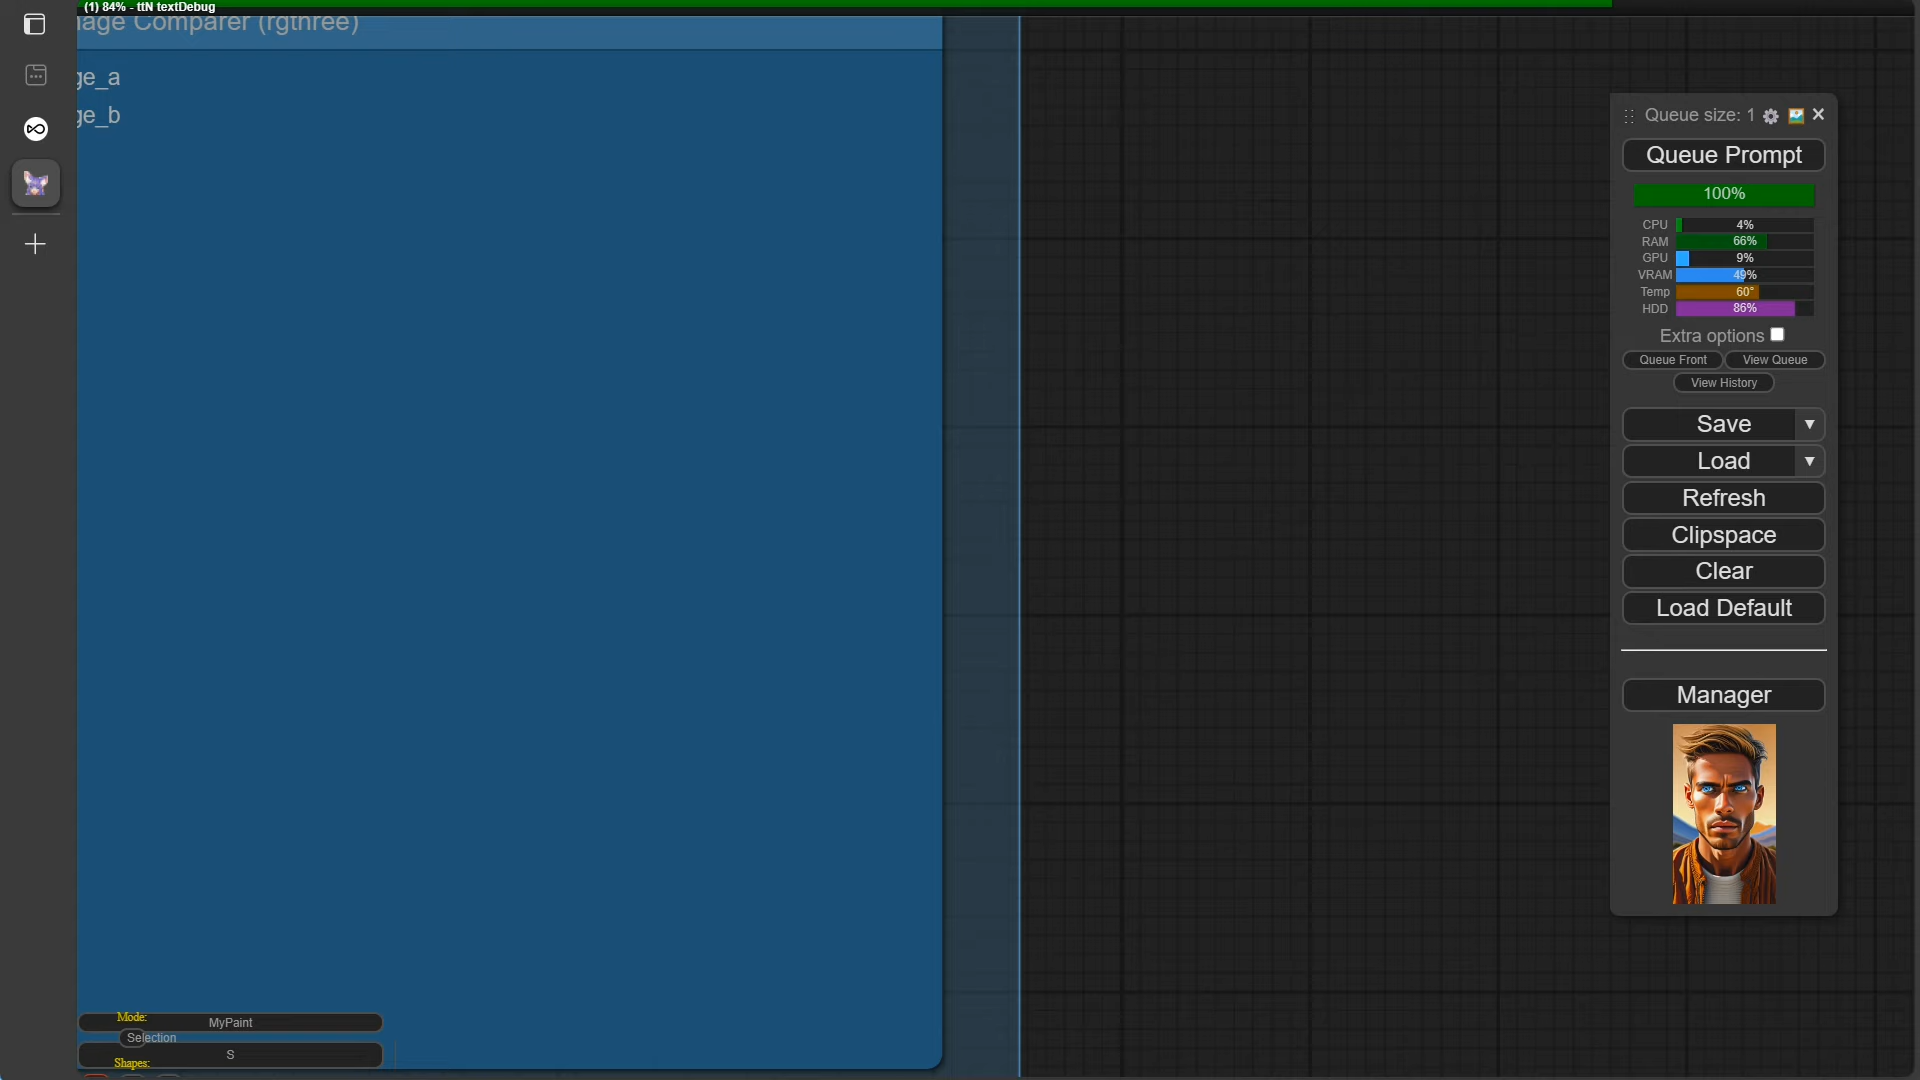 (1) 84% - ttN textDebug
age Comparer (rgthree)
ge_a
ge_b
Queue size: 1
Queue Prompt
100%
CPU 4%
RAM 66%
GPU 9%
VRAM 49%
Temp 60°
HDD 86%
Extra options
Queue Front View Queue
View History
Save ▼
Load ▼
Refresh
Clipspace
Clear
Load Default
Manager
Mode: MyPaint
Selection
S
Shapes: